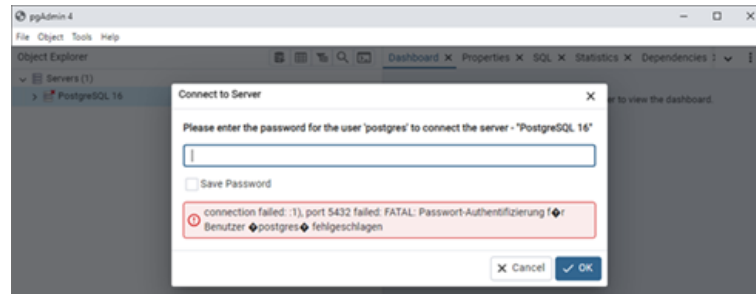 pgAdmin 4
File Object Tools Help
Object Explorer
Dashboard Properties SQL Statistics Dependencies
Servers (1)
PostgreSQL 16
er to view the dashboard.
Connect to Server
Please enter the password for the user 'postgres' to connect the server - "PostgreSQL 16"
Save Password
connection failed: :1), port 5432 failed: FATAL: Passwort-Authentifizierung f�r
Benutzer �postgres� fehlgeschlagen
Cancel OK